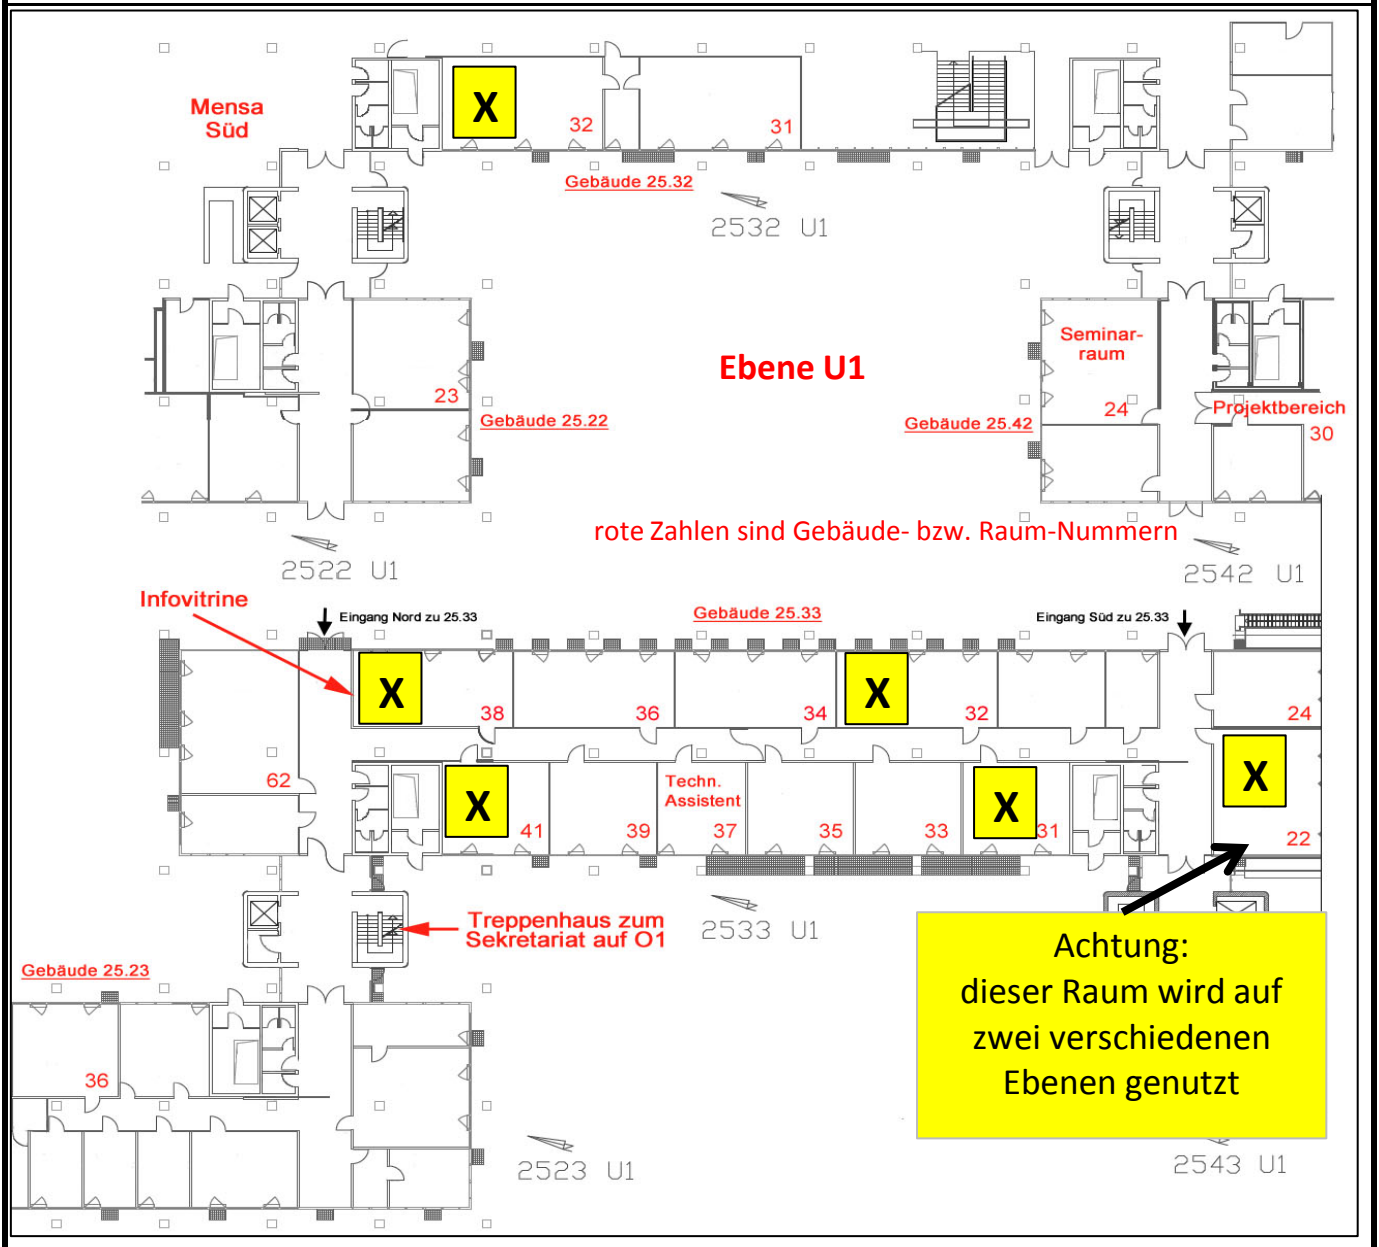 Mensa
Süd
X
32
31
Gebäude 25.32
2532 U1
Seminar-
raum
Ebene U1
23
24
Projektbereich
30
Gebäude 25.22
Gebäude 25.42
rote Zahlen sind Gebäude- bzw. Raum-Nummern
2522 U1
2542 U1
Infovitrine
Eingang Nord zu 25.33
Gebäude 25.33
Eingang Süd zu 25.33
X
38
36
34
X
32
24
62
X
41
39
Techn.
Assistent
37
35
33
X
31
X
22
Treppenhaus zum
Sekretariat auf O1
2533 U1
Achtung:
dieser Raum wird auf
zwei verschiedenen
Ebenen genutzt
Gebäude 25.23
36
2523 U1
2543 U1